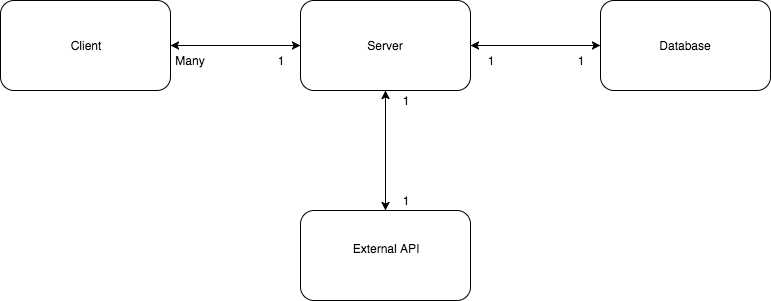 Client
Server
Database
Many
1
1
1
1
1
External API